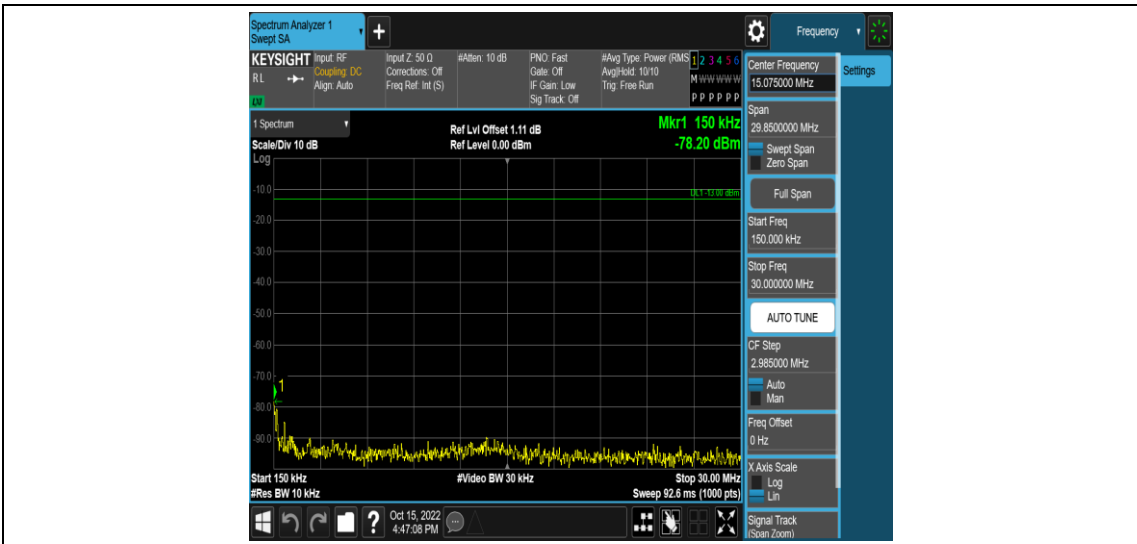 Spectrum Analyzer 1
Swept SA
+
Frequency
KEYSIGHT
RL
LXI
Input: RF
Coupling: DC
Align: Auto
Input Z: 50 Ω
Corrections: Off
Freq Ref: Int (S)
#Atten: 10 dB
PNO: Fast
Gate: Off
IF Gain: Low
Sig Track: Off
#Avg Type: Power (RMS
Avg|Hold: 10/10
Trig: Free Run
1 2 3 4 5 6
M W W W W W
P P P P P P
1 Spectrum
Scale/Div 10 dB
Log
Ref Lvl Offset 1.11 dB
Ref Level 0.00 dBm
Mkr1 150 kHz
-78.20 dBm
DL1 -13.00 dBm
-10.0
-20.0
-30.0
-40.0
-50.0
-60.0
-70.0
1
-80.0
-90.0
Start 150 kHz
#Video BW 30 kHz
Stop 30.00 MHz
#Res BW 10 kHz
Sweep 92.6 ms (1000 pts)
?
Oct 15, 2022
4:47:08 PM
Center Frequency
15.075000 MHz
Settings
Span
29.8500000 MHz
Swept Span
Zero Span
Full Span
Start Freq
150.000 kHz
Stop Freq
30.000000 MHz
AUTO TUNE
CF Step
2.985000 MHz
Auto
Man
Freq Offset
0 Hz
X Axis Scale
Log
Lin
Signal Track
(Span Zoom)